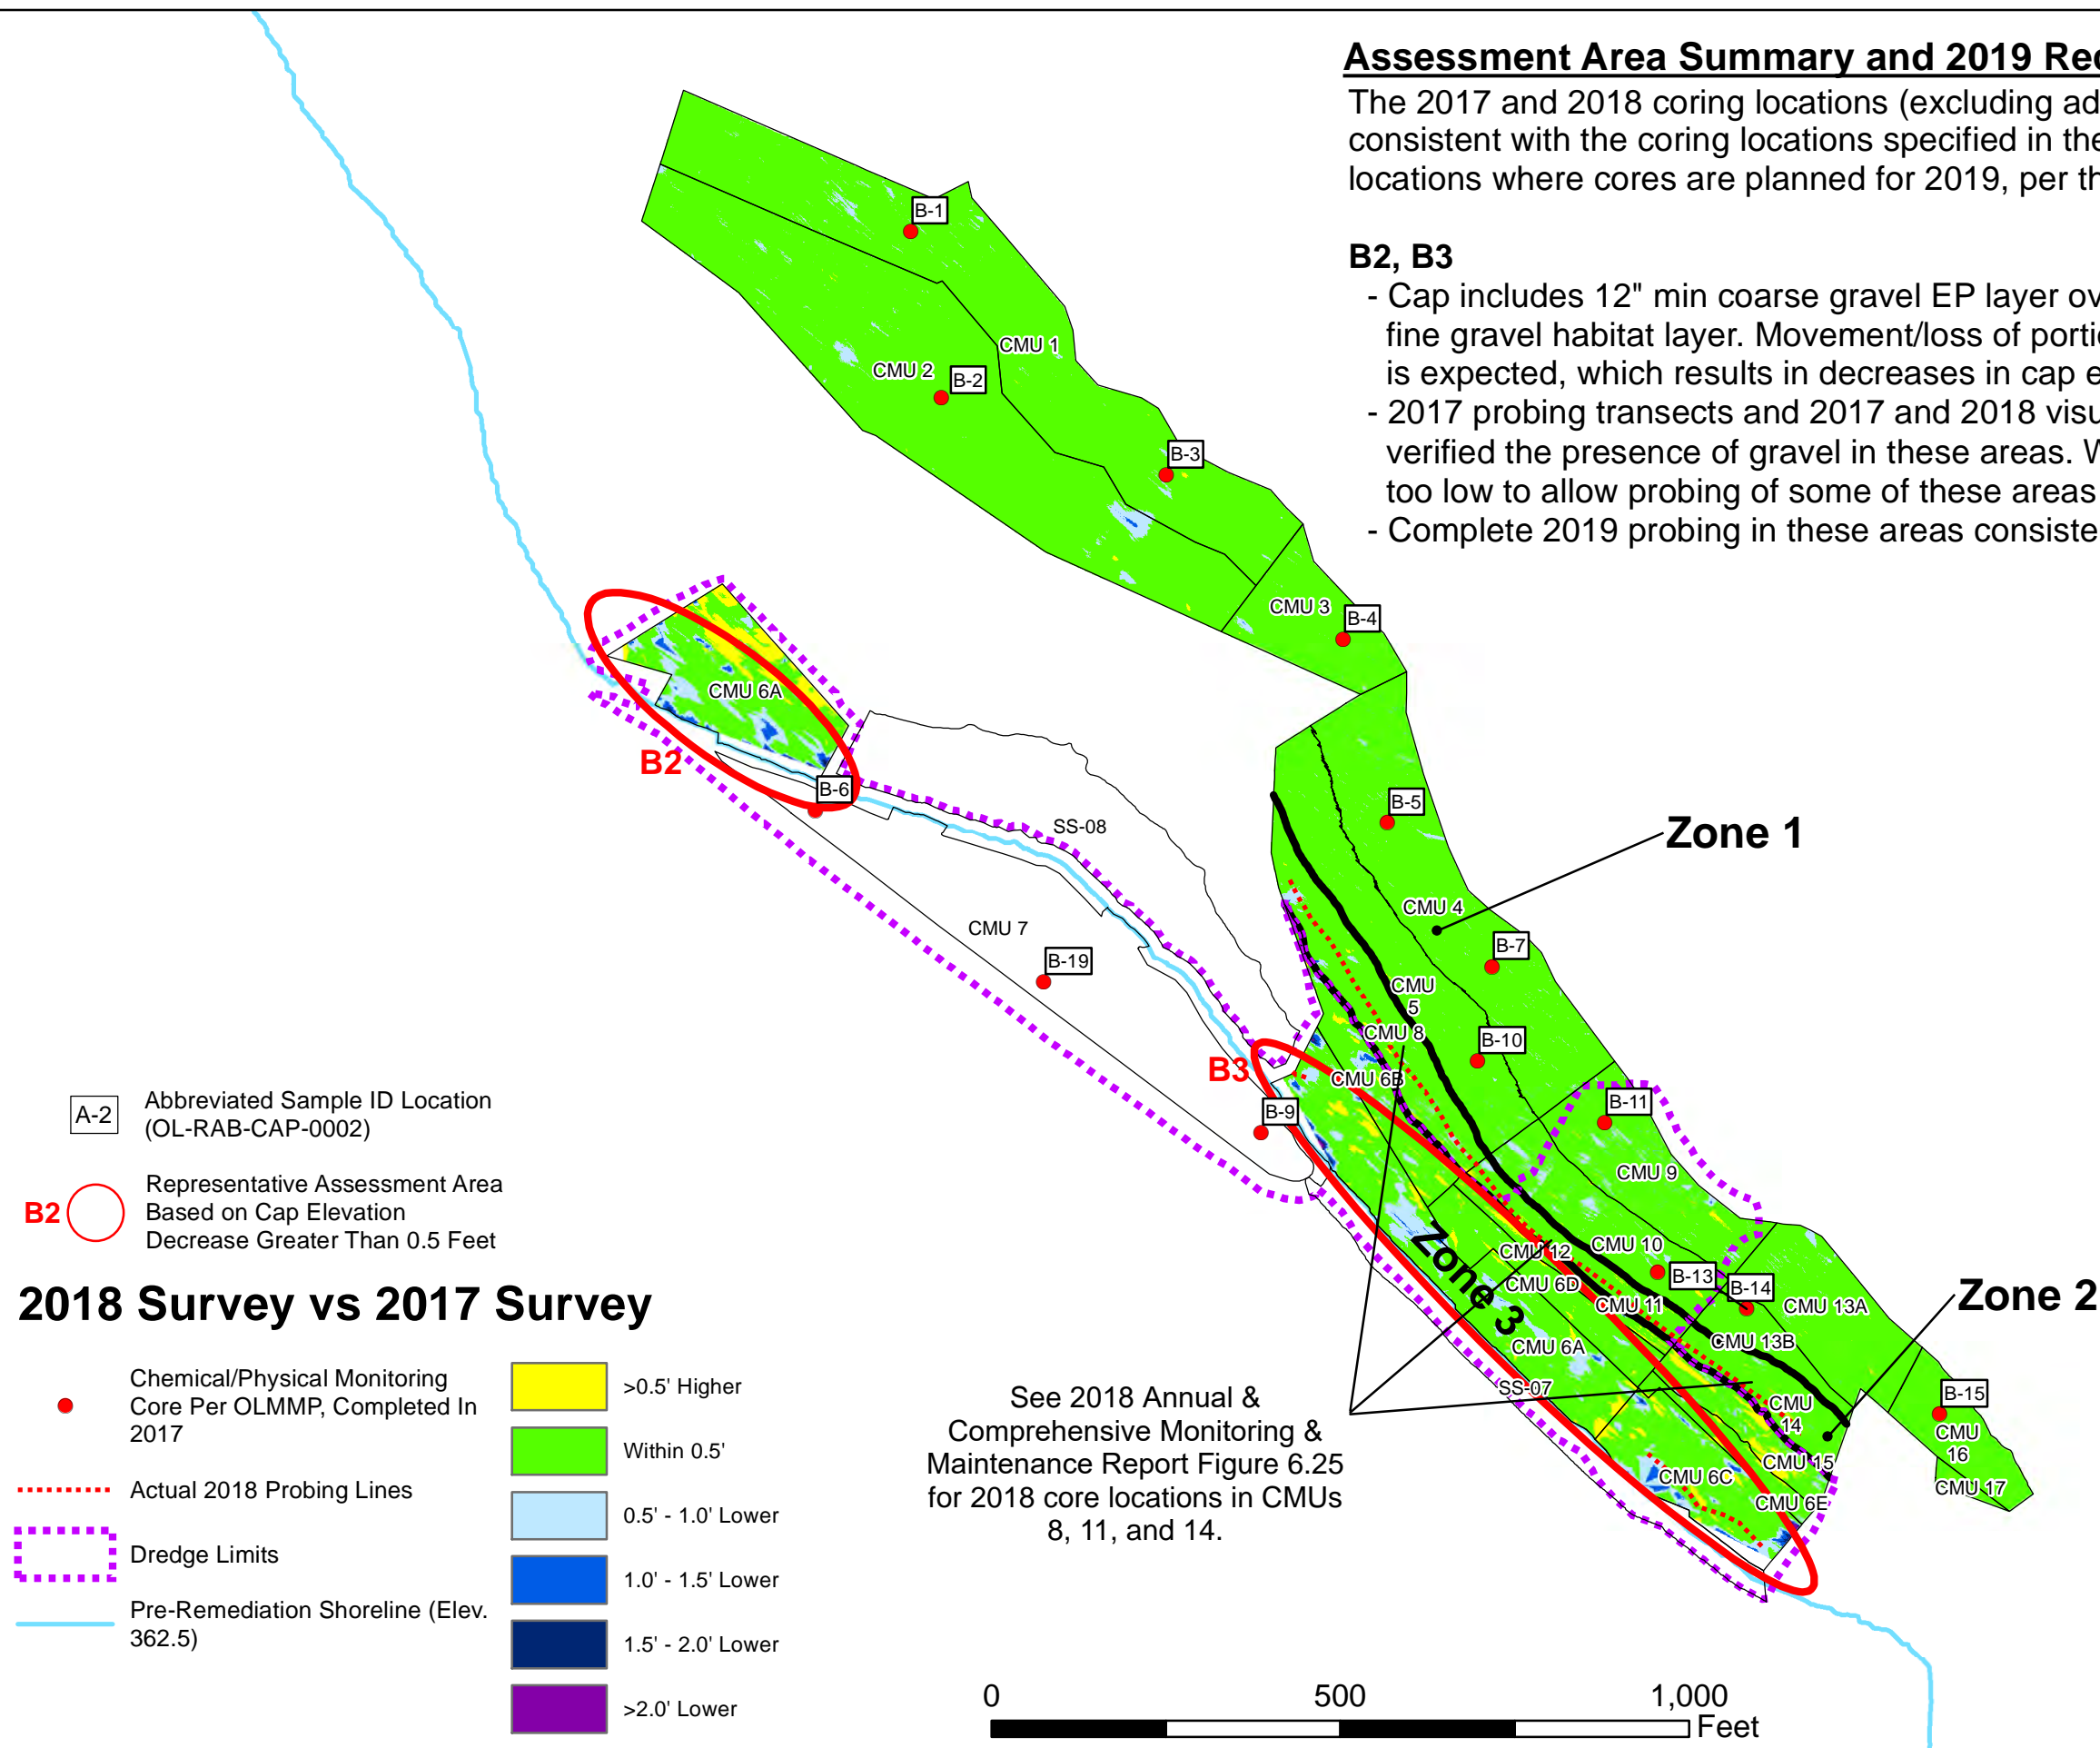 Assessment Area Summary and 2019 Rec
The 2017 and 2018 coring locations (excluding ad
consistent with the coring locations specified in the
locations where cores are planned for 2019, per th
B2, B3
- Cap includes 12" min coarse gravel EP layer ov
fine gravel habitat layer. Movement/loss of portio
is expected, which results in decreases in cap e
- 2017 probing transects and 2017 and 2018 visu
verified the presence of gravel in these areas. W
too low to allow probing of some of these areas
- Complete 2019 probing in these areas consiste
B-1
CMU 1
CMU 2
B-2
B-3
CMU 3
B-4
CMU 6A
B2
B-6
SS-08
B-5
Zone 1
CMU 4
CMU 7
B-7
B-19
CMU
5
CMU 8
B-10
B3
CMU 6B
B-9
B-11
CMU 9
Zone 3
CMU 12
CMU 10
CMU 6D
B-13
B-14
CMU 11
CMU 13A
Zone 2
CMU 13B
CMU 6A
SS-07
CMU
14
B-15
CMU
16
CMU 15
CMU 6C
CMU 17
CMU 6E
A-2
Abbreviated Sample ID Location
(OL-RAB-CAP-0002)
B2
Representative Assessment Area
Based on Cap Elevation
Decrease Greater Than 0.5 Feet
2018 Survey vs 2017 Survey
Chemical/Physical Monitoring
Core Per OLMMP, Completed In
2017
Actual 2018 Probing Lines
Dredge Limits
Pre-Remediation Shoreline (Elev.
362.5)
>0.5' Higher
Within 0.5'
0.5' - 1.0' Lower
1.0' - 1.5' Lower
1.5' - 2.0' Lower
>2.0' Lower
See 2018 Annual &
Comprehensive Monitoring &
Maintenance Report Figure 6.25
for 2018 core locations in CMUs
8, 11, and 14.
0 500 1,000
Feet